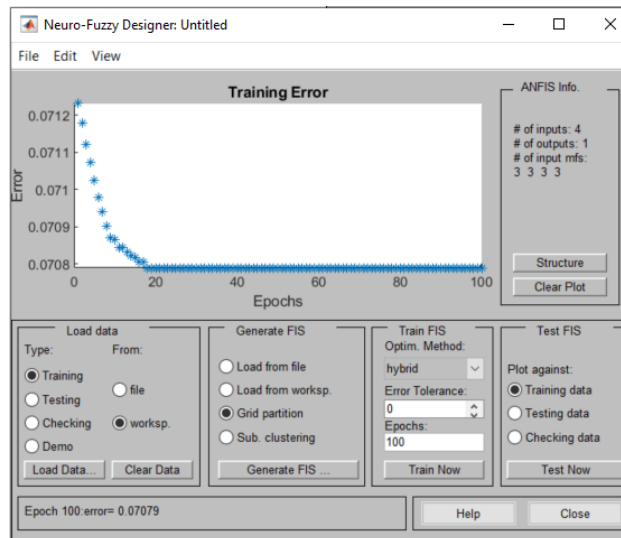 Neuro-Fuzzy Designer: Untitled
File Edit View
Training Error
0.0712
0.0711
0.071
0.0709
0.0708
Error
0 20 40 60 80 100
Epochs
ANFIS Info.
# of inputs: 4
# of outputs: 1
# of input mfs:
3 3 3 3
Structure
Clear Plot
Load data
Type: From:
Training
file
Testing
Checking
worksp.
Demo
Load Data... Clear Data
Generate FIS
Load from file
Load from worksp.
Grid partition
Sub. clustering
Generate FIS ...
Train FIS
Optim. Method:
hybrid
Error Tolerance:
0
Epochs:
100
Train Now
Test FIS
Plot against:
Training data
Testing data
Checking data
Test Now
Epoch 100:error= 0.07079
Help Close